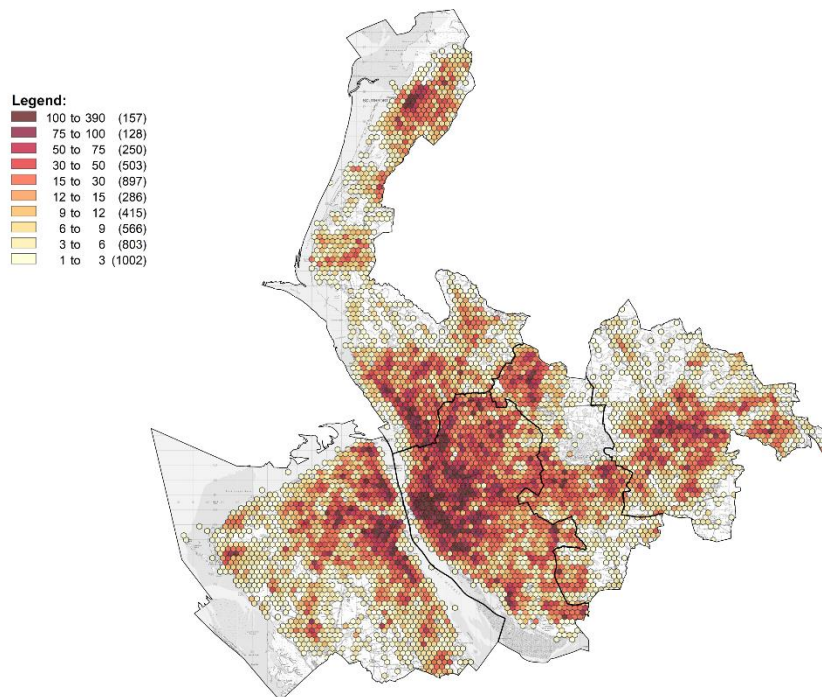 Legend:
100 to 390 (157)
75 to 100 (128)
50 to 75 (250)
30 to 50 (503)
15 to 30 (897)
12 to 15 (286)
9 to 12 (415)
6 to 9 (566)
3 to 6 (803)
1 to 3 (1002)